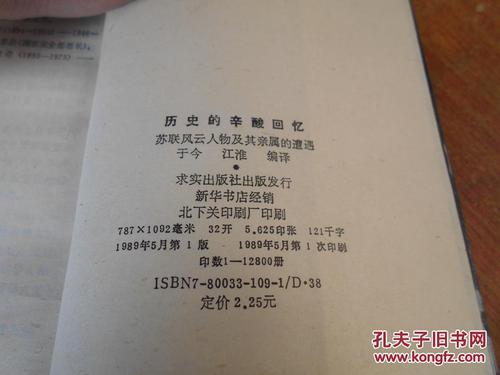 历史的辛酸回忆
苏联风云人物及其亲属的遭遇
于今 江淮 编译
求实出版社出版发行
新华书店经销
北下关印刷厂印刷
787×1092毫米 32开 5.625印张 121千字
1989年5月第1版 1989年5月第1次印刷
印数1—12800册
ISBN7-80033-109-1/D·38
定价2.25元
孔夫子旧书网
www.kongfz.com